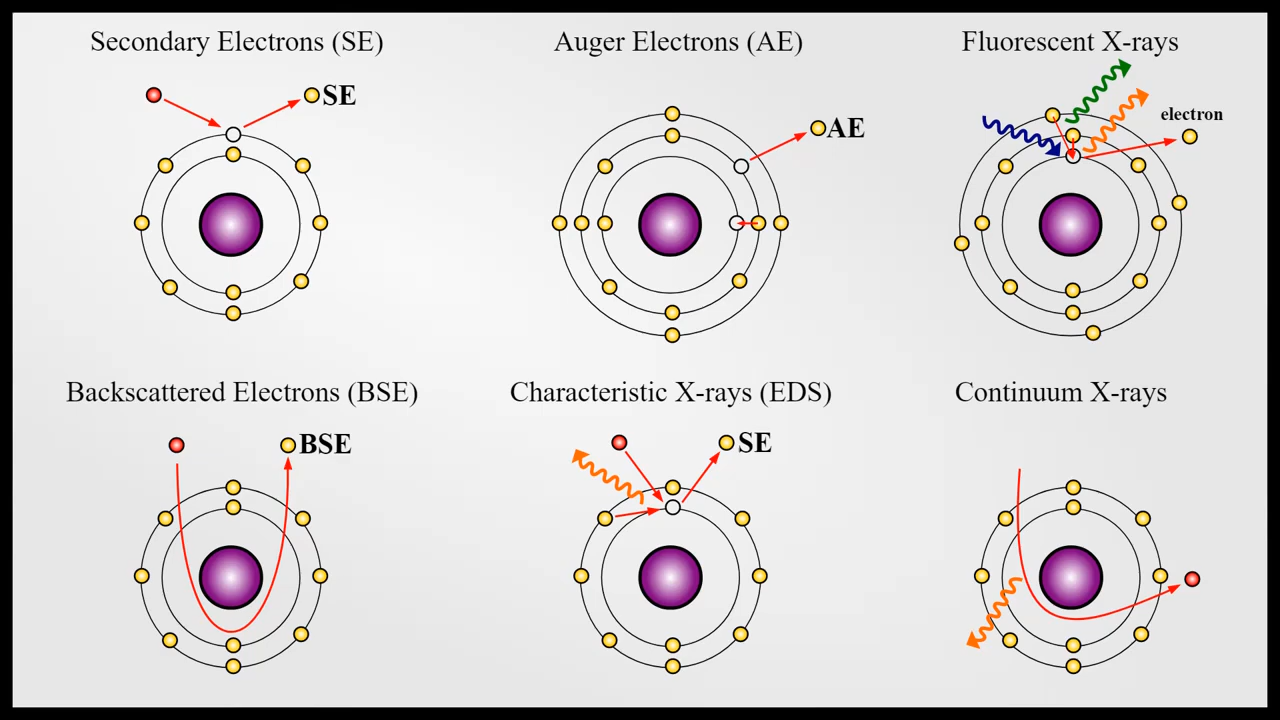 Secondary Electrons (SE)
Auger Electrons (AE)
Fluorescent X-rays
SE
AE
electron
Backscattered Electrons (BSE)
Characteristic X-rays (EDS)
Continuum X-rays
BSE
SE